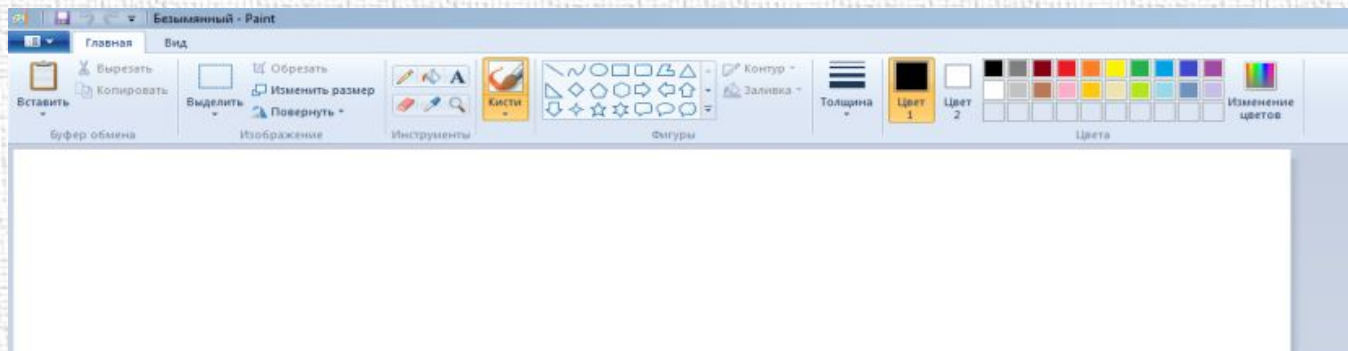 Безымянный - Paint
Главная Вид
Вставить
Вырезать
Копировать
Буфер обмена
Выделить
Обрезать
Изменить размер
Повернуть
Изображение
A
Инструменты
Кисти
Контур
Заливка
Фигуры
Толщина
Цвет
1
Цвет
2
Изменение
цветов
Цвета